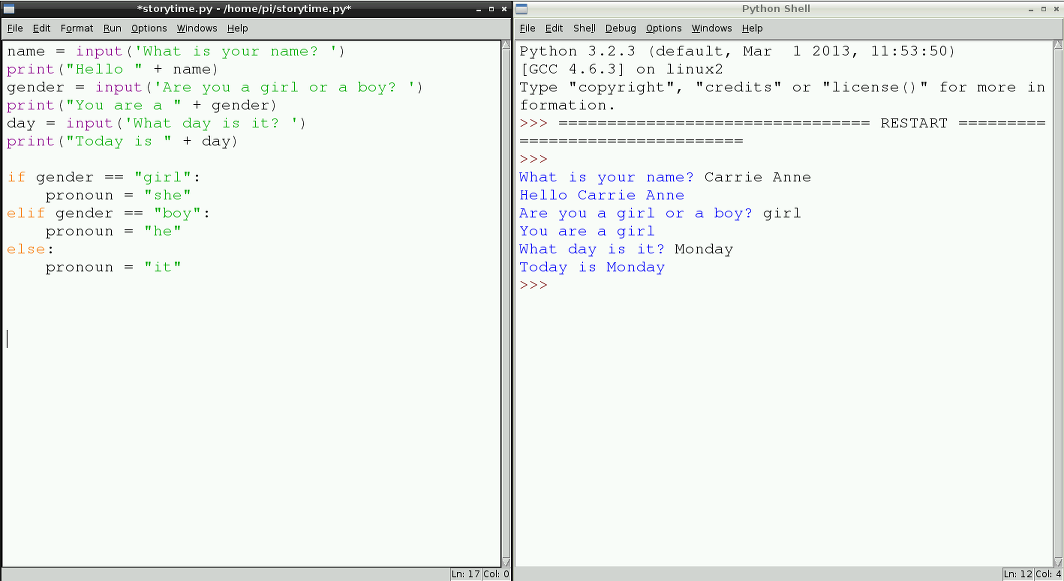 *storytime.py - /home/pi/storytime.py*
File Edit Format Run Options Windows Help
name = input('What is your name? ')
print("Hello " + name)
gender = input('Are you a girl or a boy? ')
print("You are a " + gender)
day = input('What day is it? ')
print("Today is " + day)
if gender == "girl":
    pronoun = "she"
elif gender == "boy":
    pronoun = "he"
else:
    pronoun = "it"
Ln: 17 Col: 0
Python Shell
File Edit Shell Debug Options Windows Help
Python 3.2.3 (default, Mar  1 2013, 11:53:50)
[GCC 4.6.3] on linux2
Type "copyright", "credits" or "license()" for more in
formation.
>>> ================================ RESTART =========
=======================
>>>
What is your name? Carrie Anne
Hello Carrie Anne
Are you a girl or a boy? girl
You are a girl
What day is it? Monday
Today is Monday
>>>
Ln: 12 Col: 4